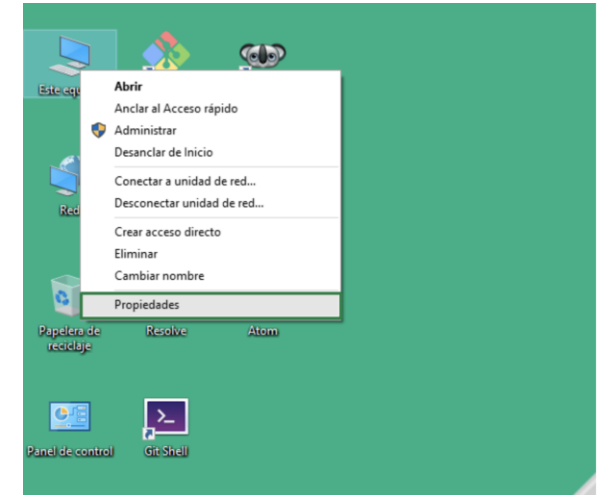 Este equ
Abrir
Anclar al Acceso rápido
Administrar
Desanclar de Inicio
Conectar a unidad de red...
Desconectar unidad de red...
Red
Crear acceso directo
Eliminar
Cambiar nombre
Propiedades
Papelera de
reciclaje
Resolve
Atom
Panel de control
Git Shell